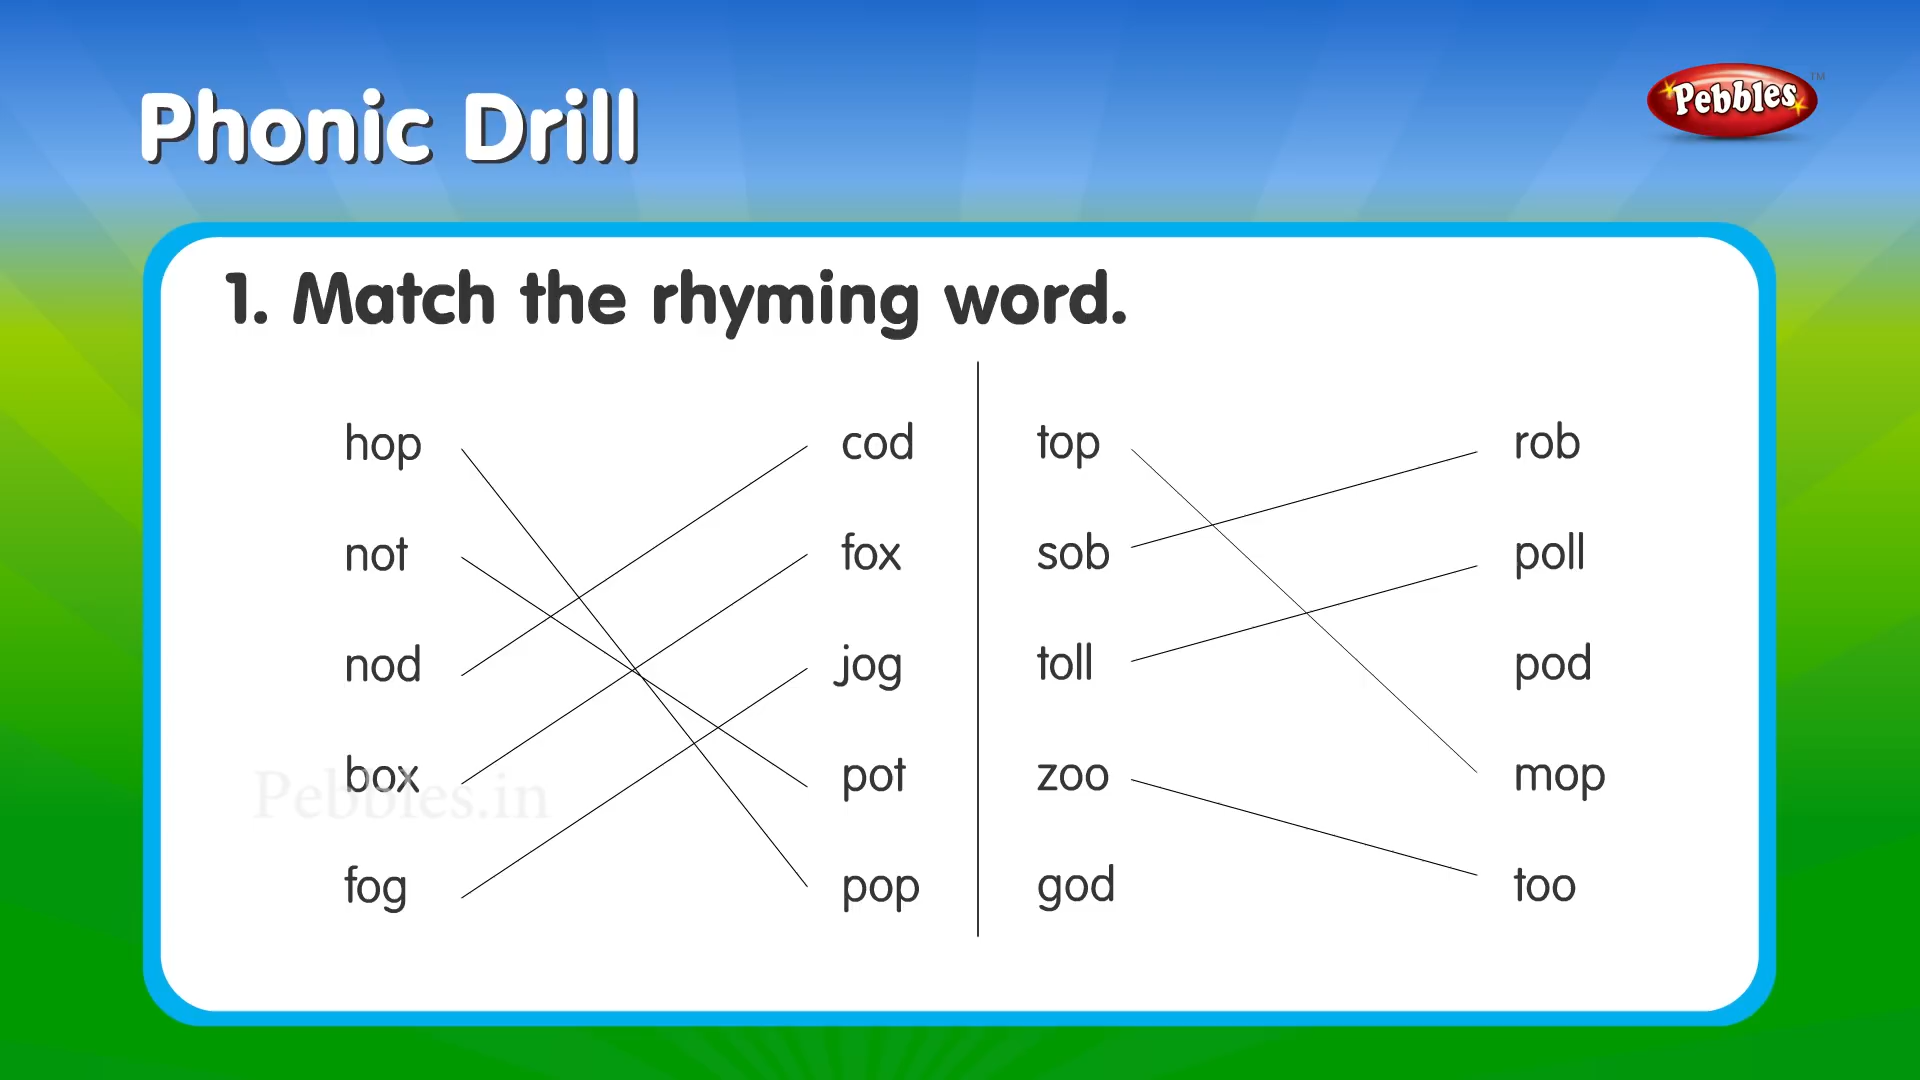 Phonic Drill
Pebbles™
1. Match the rhyming word.
hop cod top rob
not fox sob poll
nod jog toll pod
box pot zoo mop
Pebbles.in
fog pop god too